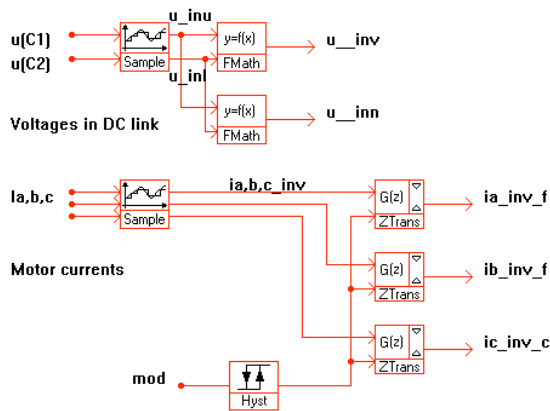 u_inu
u(C1)
y=f(x)
u__inv
u(C2)
Sample
FMath
u_inl
y=f(x)
u__inn
Voltages in DC link
FMath
ia,b,c_inv
Ia,b,c
G(z)
ia_inv_f
Sample
ZTrans
Motor currents
G(z)
ib_inv_f
ZTrans
G(z)
ic_inv_c
ZTrans
mod
Hyst